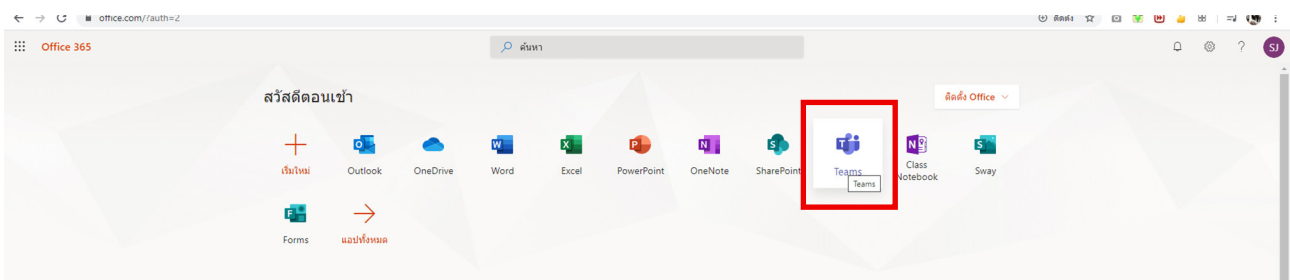 office.com/?auth=2
ติดตั้ง
Office 365
ค้นหา
?
SJ
สวัสดีตอนเช้า
ติดตั้ง Office
เริ่มใหม่
Outlook
OneDrive
Word
Excel
PowerPoint
OneNote
SharePoint
Teams
Teams
Class
Notebook
Sway
Forms
แอปทั้งหมด